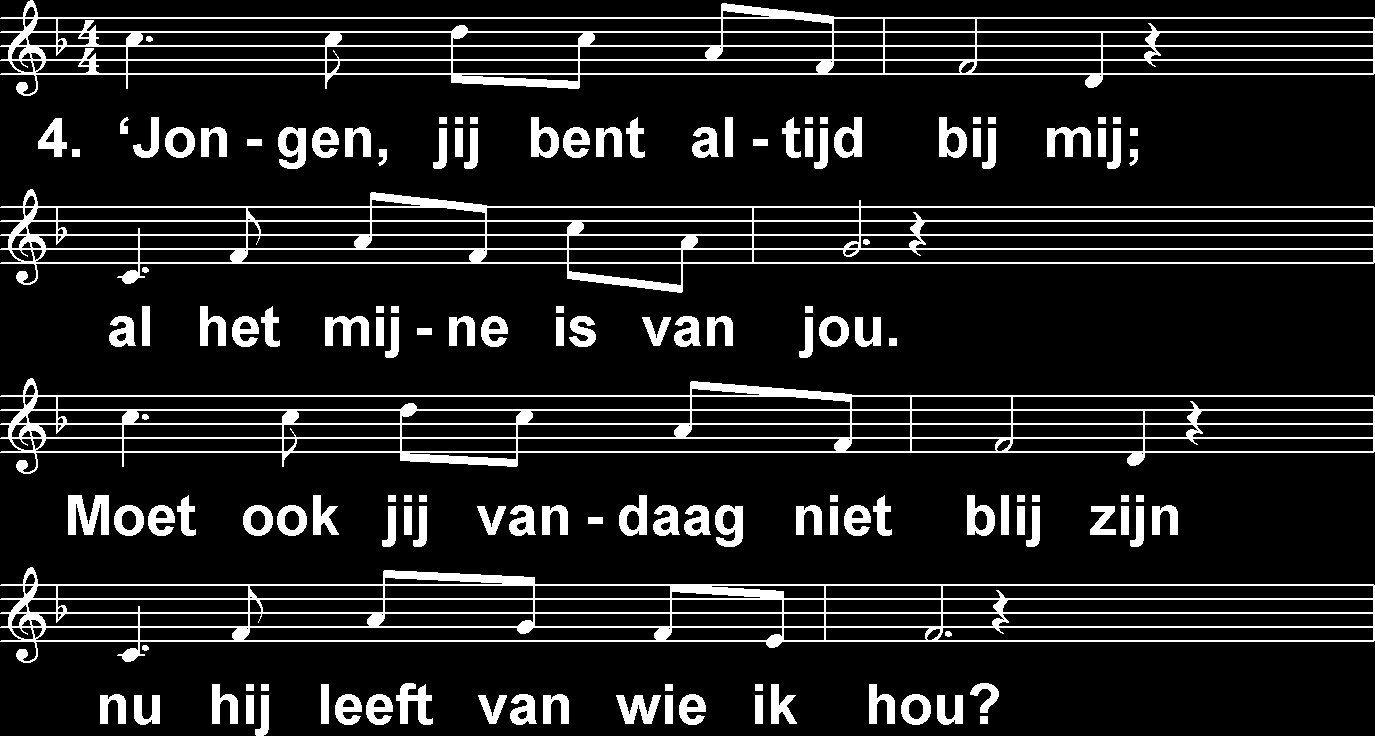 4. ‘Jon - gen, jij bent al - tijd bij mij;
al het mij - ne is van jou.
Moet ook jij van - daag niet blij zijn
nu hij leeft van wie ik hou?